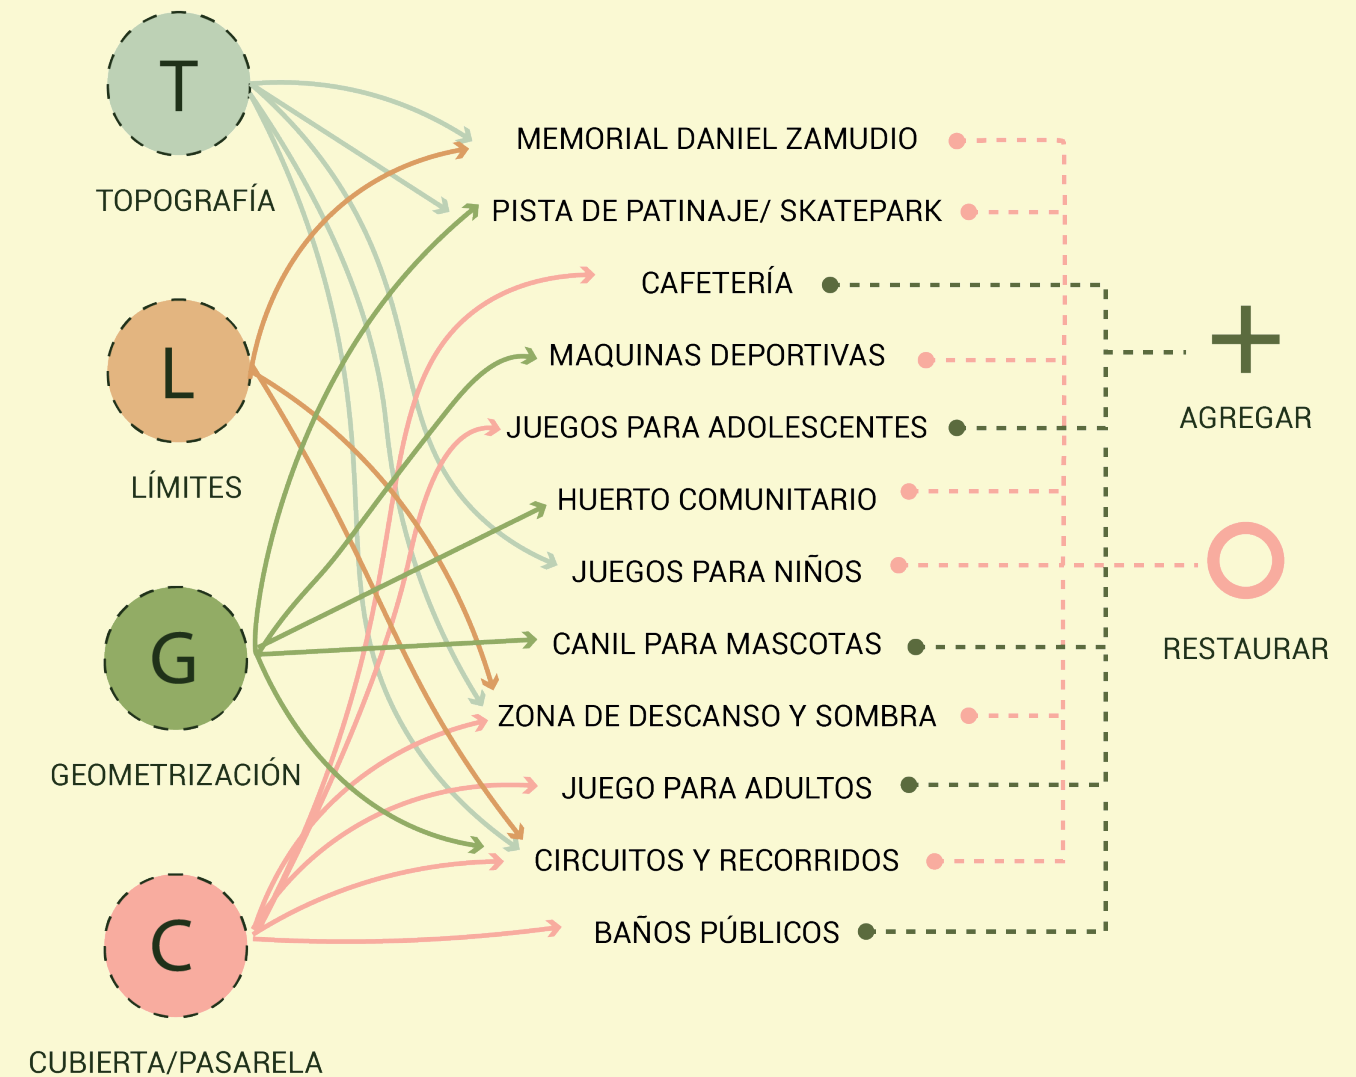 T
TOPOGRAFÍA
L
LÍMITES
G
GEOMETRIZACIÓN
C
CUBIERTA/PASARELA
MEMORIAL DANIEL ZAMUDIO
PISTA DE PATINAJE/ SKATEPARK
CAFETERÍA
MAQUINAS DEPORTIVAS
JUEGOS PARA ADOLESCENTES
HUERTO COMUNITARIO
JUEGOS PARA NIÑOS
CANIL PARA MASCOTAS
ZONA DE DESCANSO Y SOMBRA
JUEGO PARA ADULTOS
CIRCUITOS Y RECORRIDOS
BAÑOS PÚBLICOS
AGREGAR
RESTAURAR